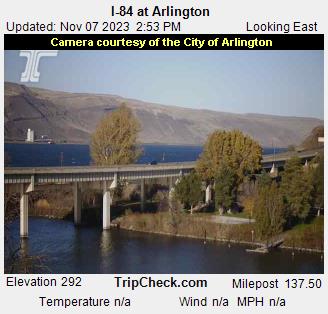 I-84 at Arlington
Updated: Nov 07 2023 2:53 PM Looking East
Camera courtesy of the City of Arlington
Elevation 292 TripCheck.com Milepost 137.50
Temperature n/a Wind n/a MPH n/a